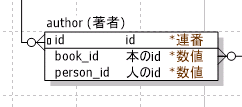 author (著者)
id id *連番
book_id 本のid *数値
person_id 人のid *数値